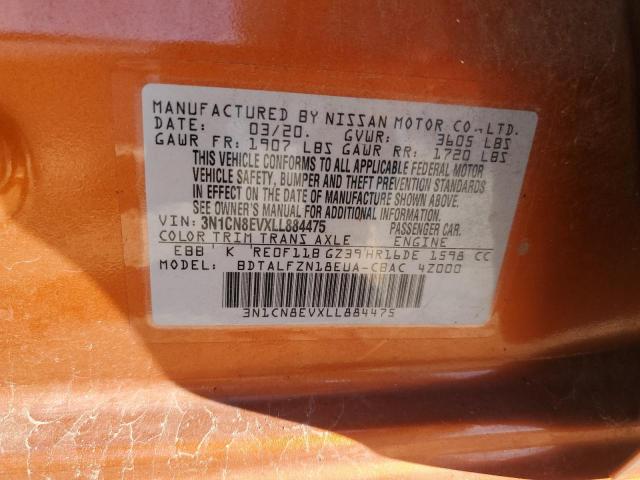 MANUFACTURED BY NISSAN MOTOR CO.,LTD.
DATE: 03/20. GVWR: 3605 LBS
GAWR FR: 1907 LBS GAWR RR: 1720 LBS
THIS VEHICLE CONFORMS TO ALL APPLICABLE FEDERAL MOTOR
VEHICLE SAFETY, BUMPER AND THEFT PREVENTION STANDARDS
IN EFFECT ON THE DATE OF MANUFACTURE SHOWN ABOVE.
SEE OWNER'S MANUAL FOR ADDITIONAL INFORMATION.
VIN: 3N1CN8EVXLL884475 PASSENGER CAR.
COLOR TRIM TRANS AXLE ENGINE
EBB' K RE0F11B GZ39 HR16DE 1598 CC
MODEL: BDTALFZN18EUA-CBAC 4Z000
3N1CN8EVXLL884475